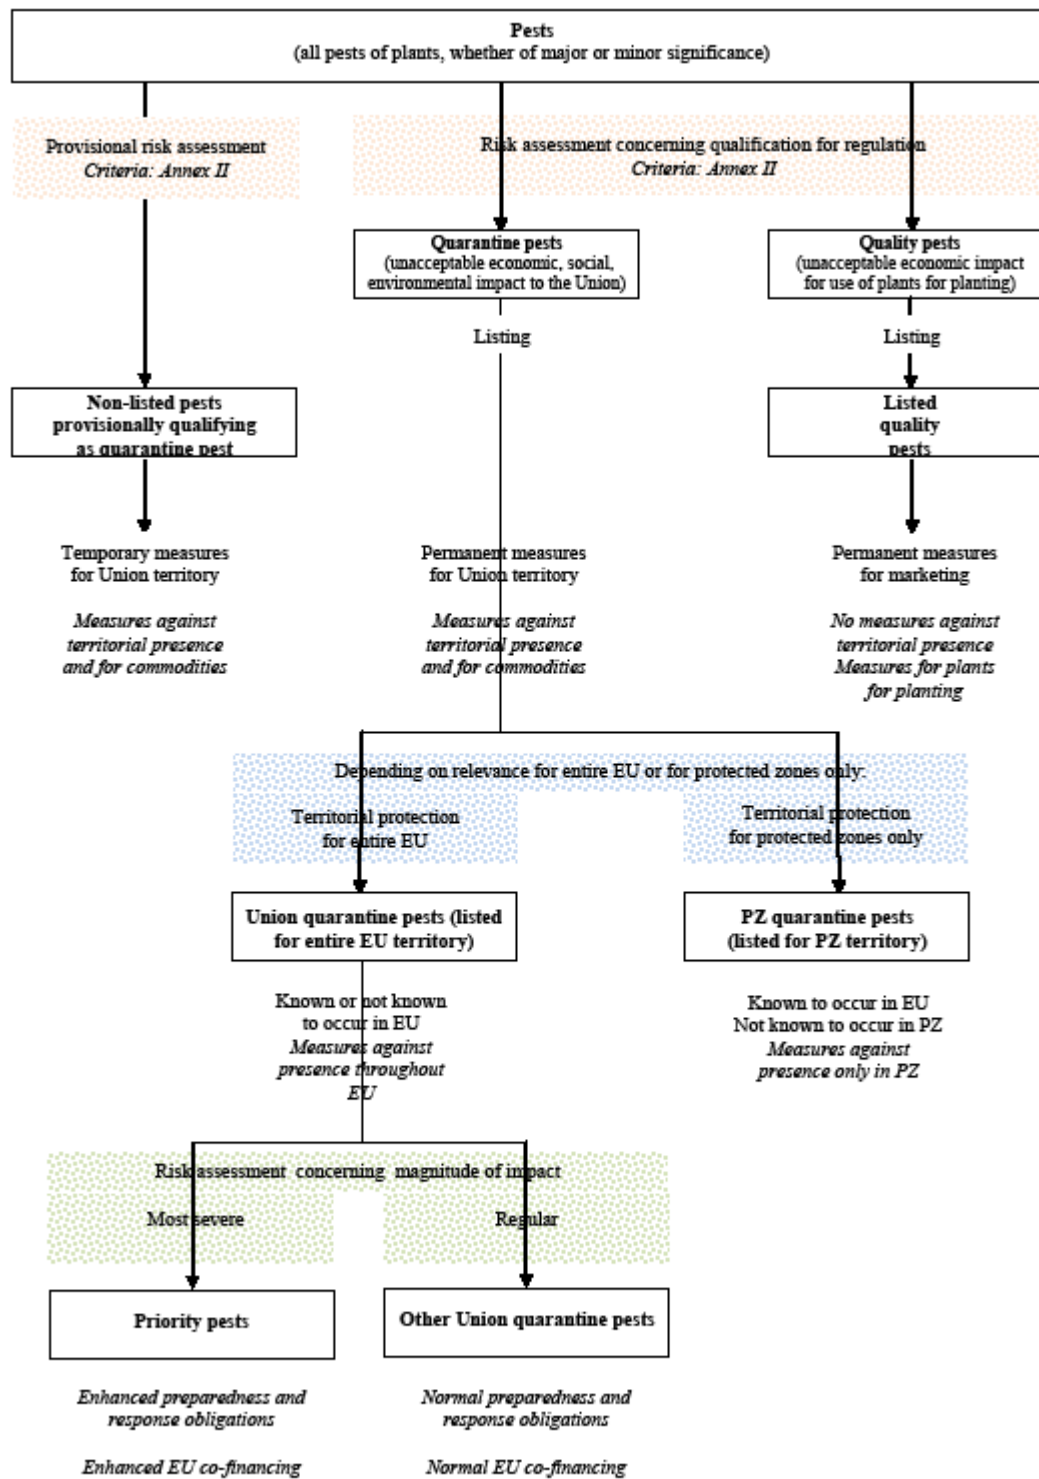 Pests
(all pests of plants, whether of major or minor significance)
Provisional risk assessment
Criteria: Annex II
Risk assessment concerning qualification for regulation
Criteria: Annex II
Quarantine pests
(unacceptable economic, social,
environmental impact to the Union)
Quality pests
(unacceptable economic impact
for use of plants for planting)
Listing
Listing
Non-listed pests
provisionally qualifying
as quarantine pest
Listed
quality
pests
Temporary measures
for Union territory
Measures against
territorial presence
and for commodities
Permanent measures
for Union territory
Measures against
territorial presence
and for commodities
Permanent measures
for marketing
No measures against
territorial presence
Measures for plants
for planting
Depending on relevance for entire EU or for protected zones only:
Territorial protection
for entire EU
Territorial protection
for protected zones only
Union quarantine pests (listed
for entire EU territory)
PZ quarantine pests
(listed for PZ territory)
Known or not known
to occur in EU
Measures against
presence throughout
EU
Known to occur in EU
Not known to occur in PZ
Measures against
presence only in PZ
Risk assessment concerning magnitude of impact
Most severe
Regular
Priority pests
Other Union quarantine pests
Enhanced preparedness and
response obligations
Enhanced EU co-financing
Normal preparedness and
response obligations
Normal EU co-financing